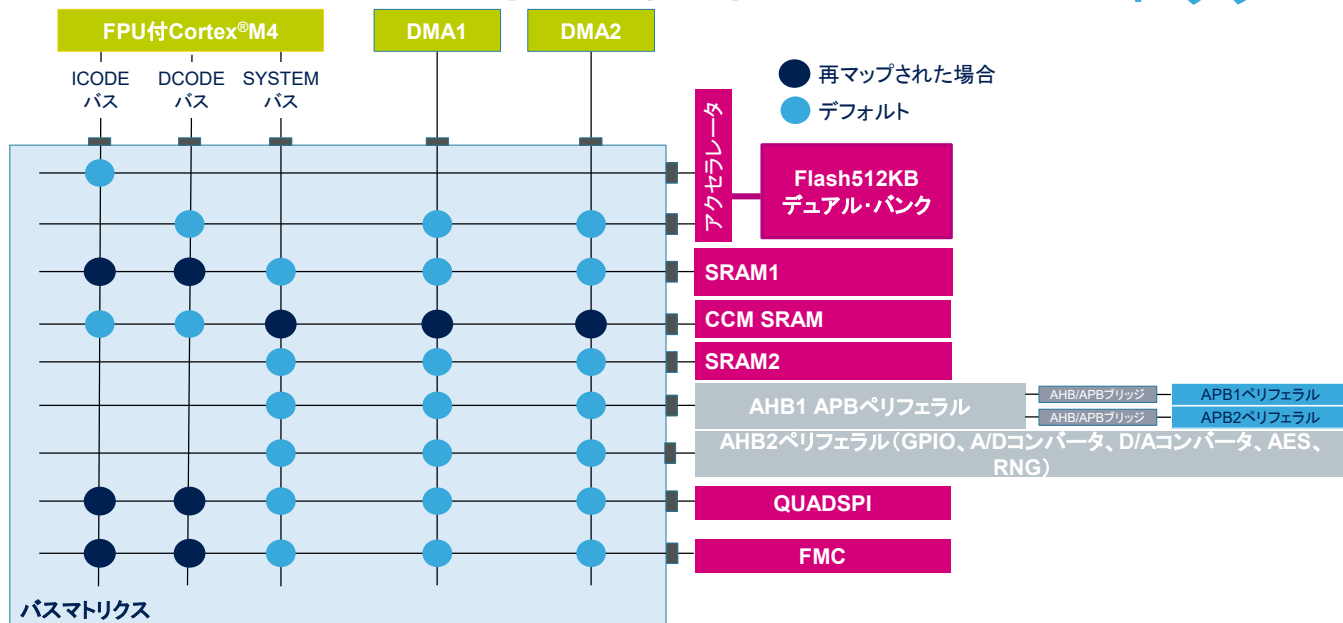 FPU付Cortex®M4
DMA1
DMA2
ICODE
バス
DCODE
バス
SYSTEM
バス
再マップされた場合
デフォルト
アクセラレータ
Flash512KB
デュアル・バンク
SRAM1
CCM SRAM
SRAM2
AHB1 APBペリフェラル
AHB/APBブリッジ
APB1ペリフェラル
AHB/APBブリッジ
APB2ペリフェラル
AHB2ペリフェラル（GPIO、A/Dコンバータ、D/Aコンバータ、AES、
RNG）
QUADSPI
FMC
バスマトリクス